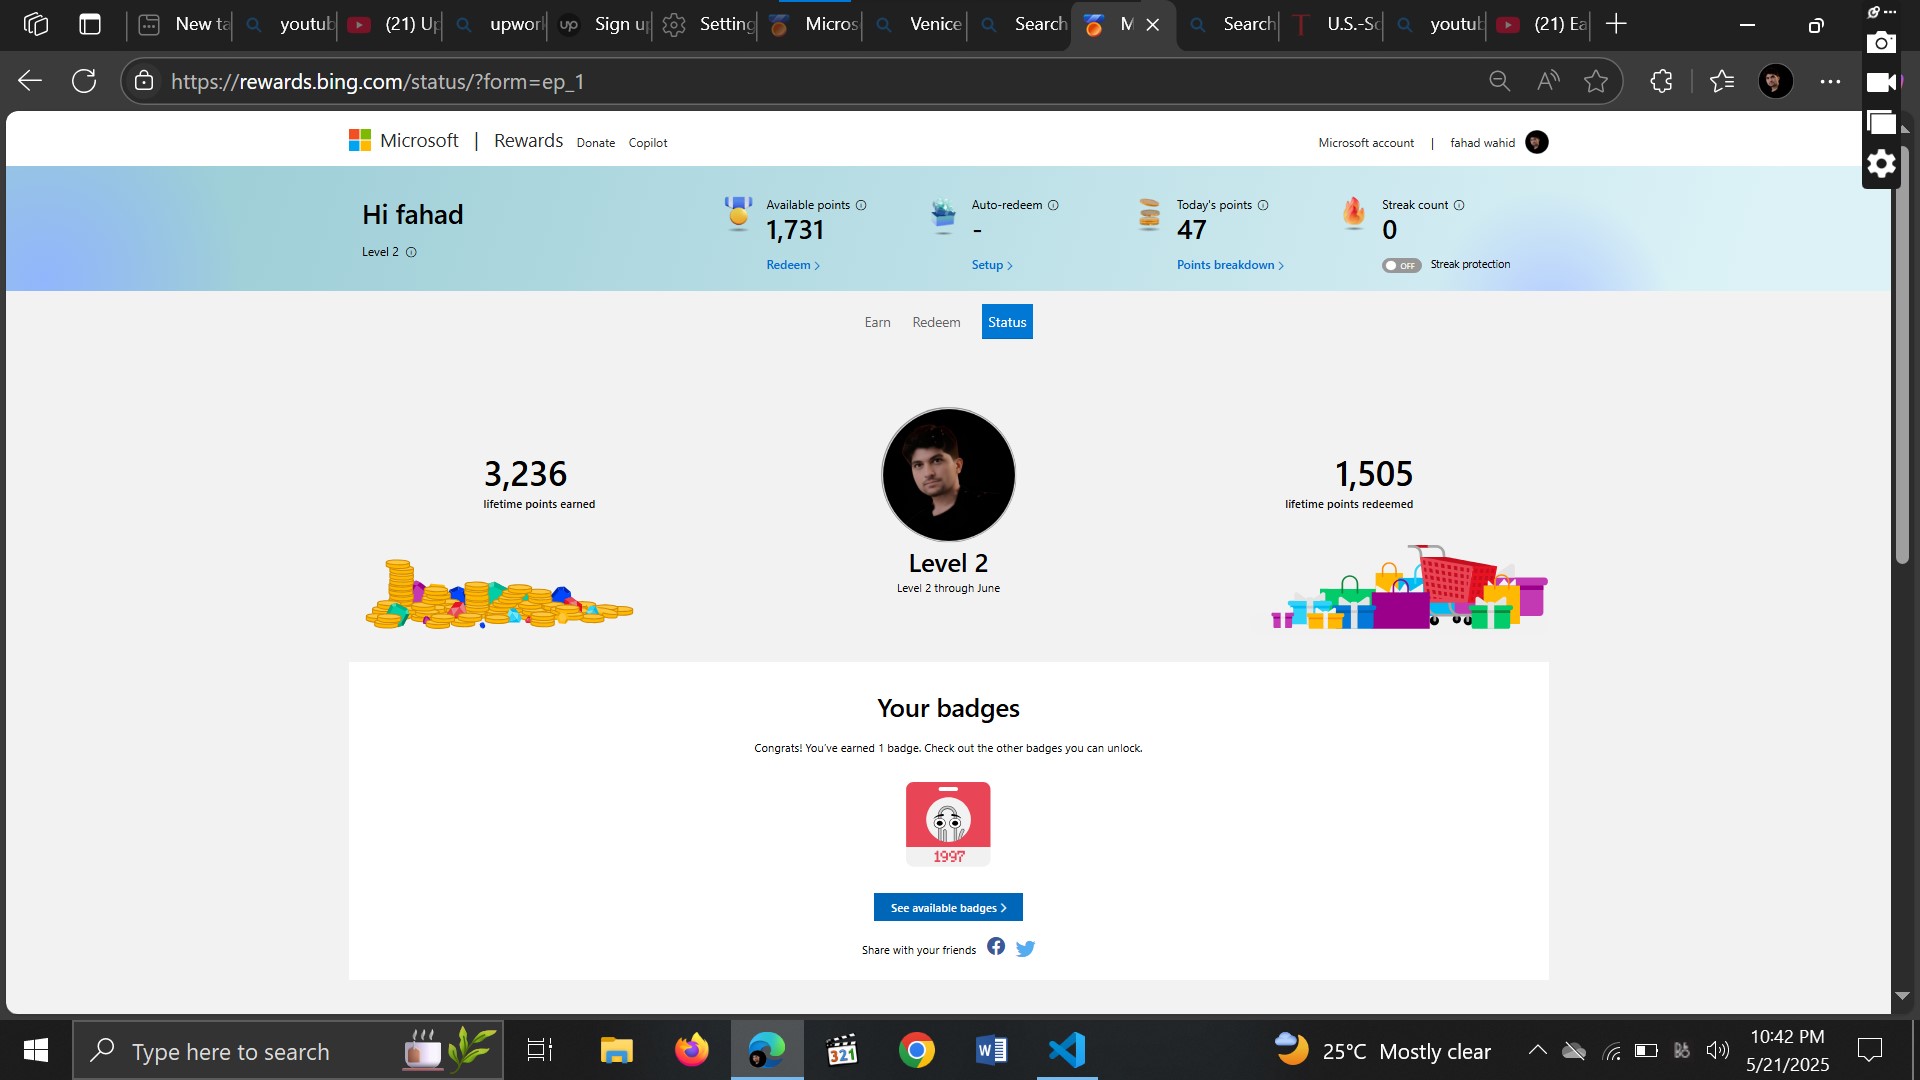 New ta
youtub
(21) Up
upwor
Sign u
Setting
Micros
Venice
Search
M
Search
U.S.-Sc
youtub
(21) Ea
https://rewards.bing.com/status/?form=ep_1
Microsoft | Rewards Donate Copilot
Microsoft account | fahad wahid
Hi fahad
Level 2
Available points
1,731
Redeem >
Auto-redeem
-
Setup >
Today's points
47
Points breakdown >
Streak count
0
OFF Streak protection
Earn Redeem Status
3,236
lifetime points earned
Level 2
Level 2 through June
1,505
lifetime points redeemed
Your badges
Congrats! You've earned 1 badge. Check out the other badges you can unlock.
1997
See available badges >
Share with your friends
Type here to search
321
25°C Mostly clear
10:42 PM
5/21/2025